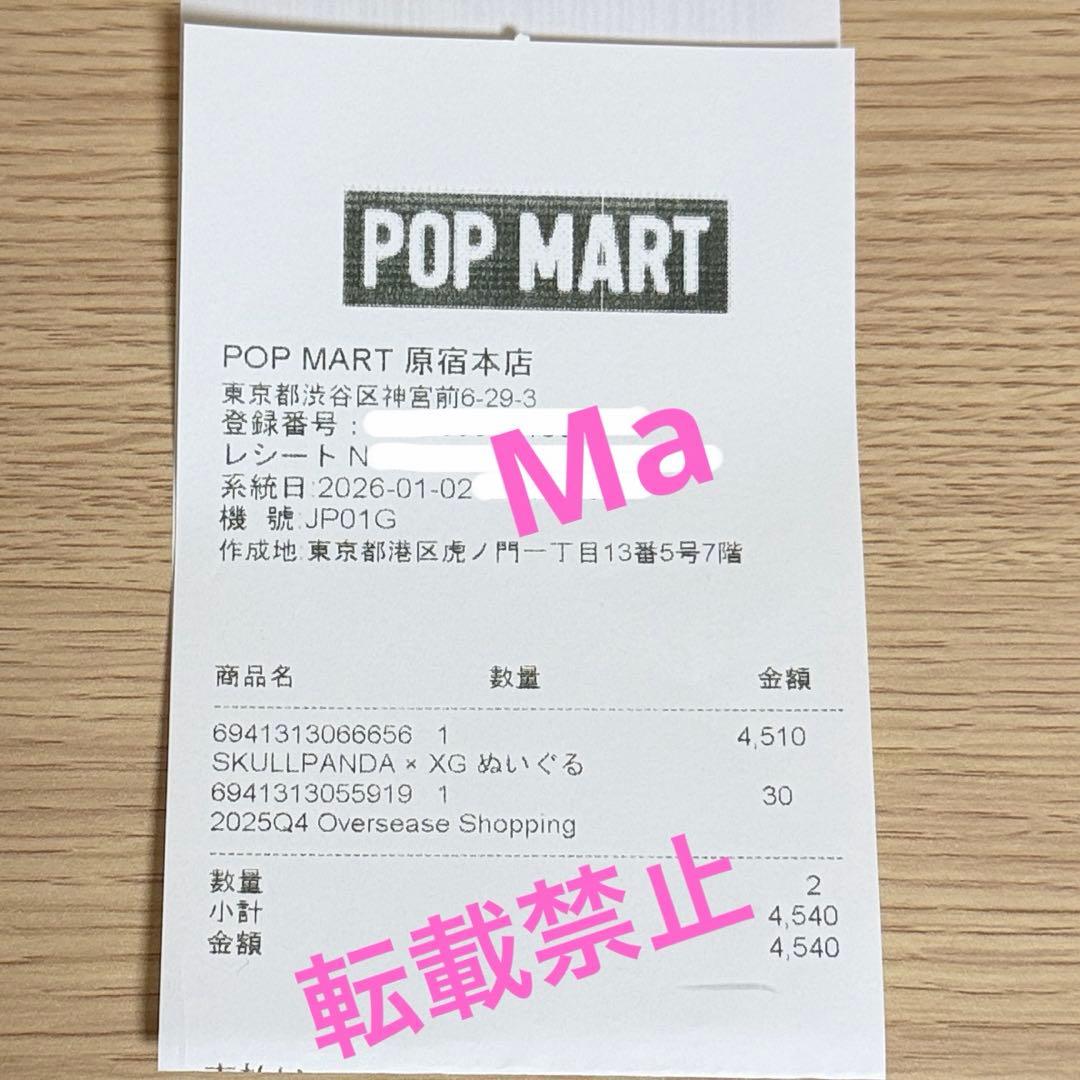 POP MART
POP MART 原宿本店
東京都渋谷区神宮前6-29-3
登録番号:
レシート N
系統日:2026-01-02
機 號:JP01G
作成地:東京都港区虎ノ門一丁目13番5号7階
Ma
商品名 数量 金額
6941313066656 1 4,510
SKULLPANDA × XG ぬいぐる
6941313055919 1 30
2025Q4 Oversease Shopping
数量 2
小計 4,540
金額 4,540
転載禁止